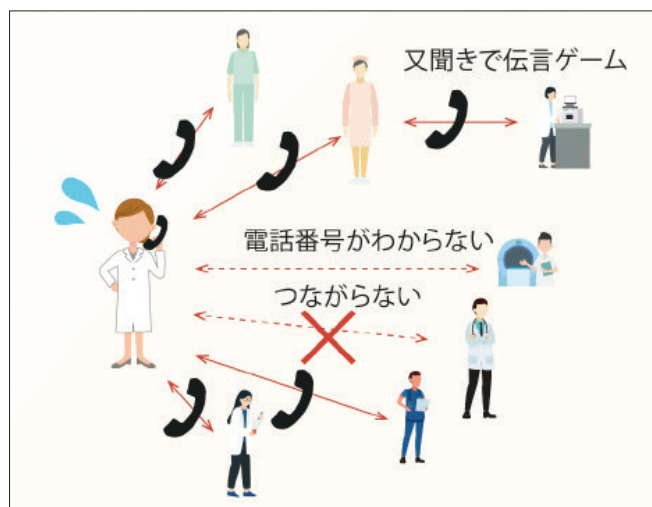 又聞きで伝言ゲーム
電話番号がわからない
つながらない